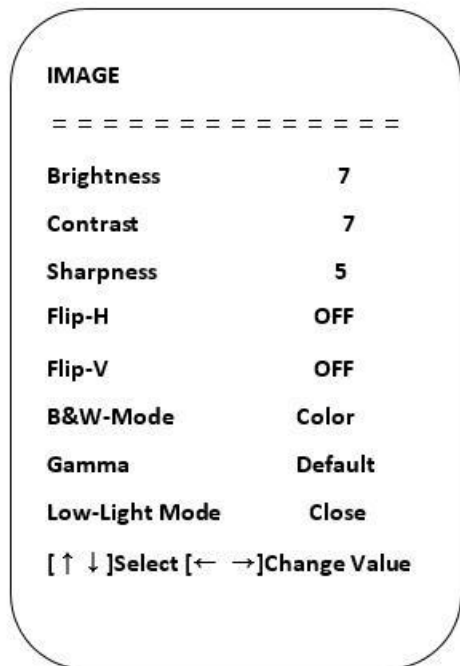 IMAGE
= = = = = = = = = = = = = =
Brightness 7
Contrast 7
Sharpness 5
Flip-H OFF
Flip-V OFF
B&W-Mode Color
Gamma Default
Low-Light Mode Close
[ ↑ ↓ ]Select [← →]Change Value